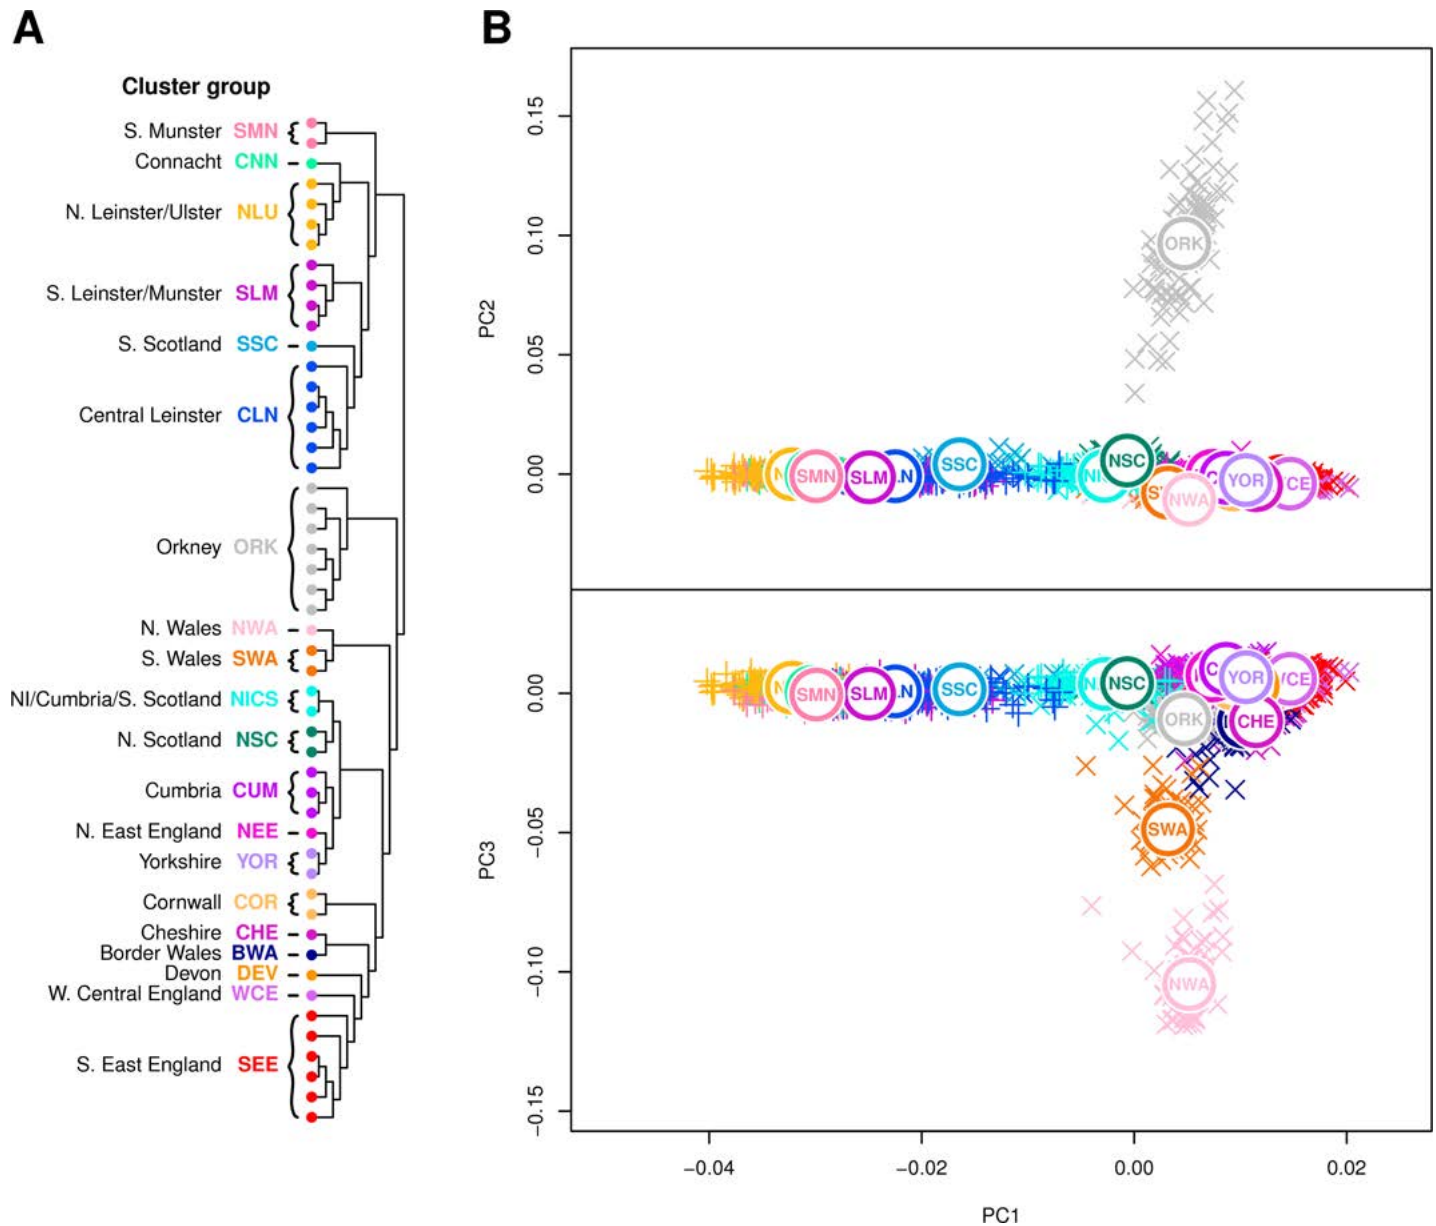 A
Cluster group
S. Munster SMN
Connacht CNN
N. Leinster/Ulster NLU
S. Leinster/Munster SLM
S. Scotland SSC
Central Leinster CLN
Orkney ORK
N. Wales NWA
S. Wales SWA
NI/Cumbria/S. Scotland NICS
N. Scotland NSC
Cumbria CUM
N. East England NEE
Yorkshire YOR
Cornwall COR
Cheshire CHE
Border Wales BWA
Devon DEV
W. Central England WCE
S. East England SEE
B
PC2
0.15
0.10
0.05
0.00
ORK
SMN
SLM
SSC
NSC
NWA
YOR
PC3
0.00
−0.05
−0.10
−0.15
SMN
SLM
SSC
NSC
ORK
YOR
CHE
SWA
NWA
−0.04
−0.02
0.00
0.02
PC1